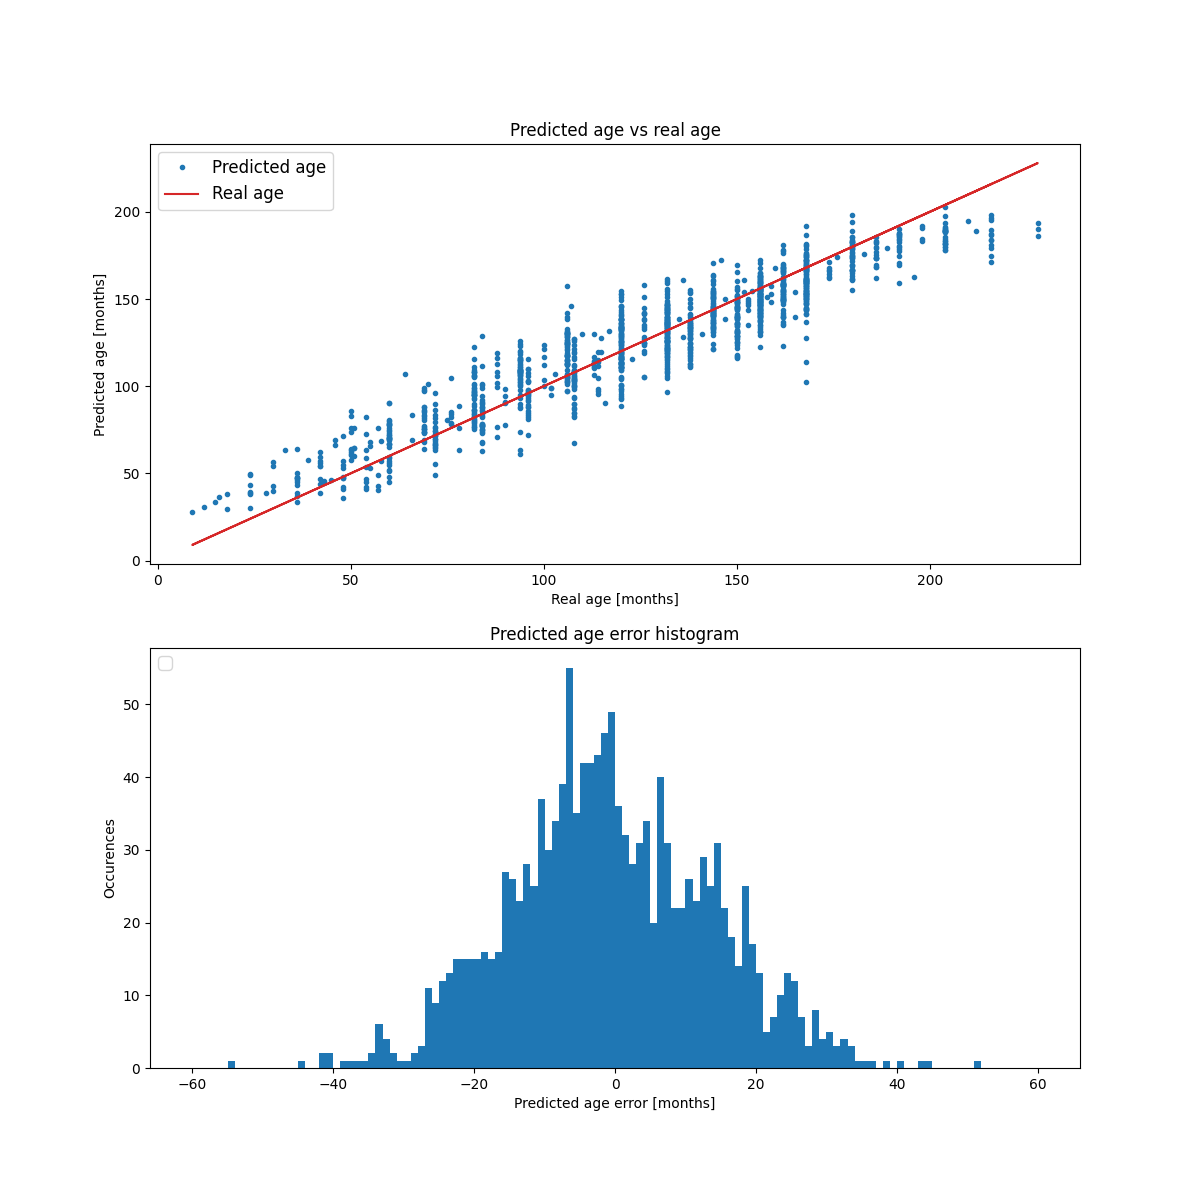 Predicted age vs real age
Predicted age
Real age
200
150
100
50
0
Predicted age [months]
0 50 100 150 200
Real age [months]
Predicted age error histogram
50
40
30
20
10
0
Occurences
−60 −40 −20 0 20 40 60
Predicted age error [months]